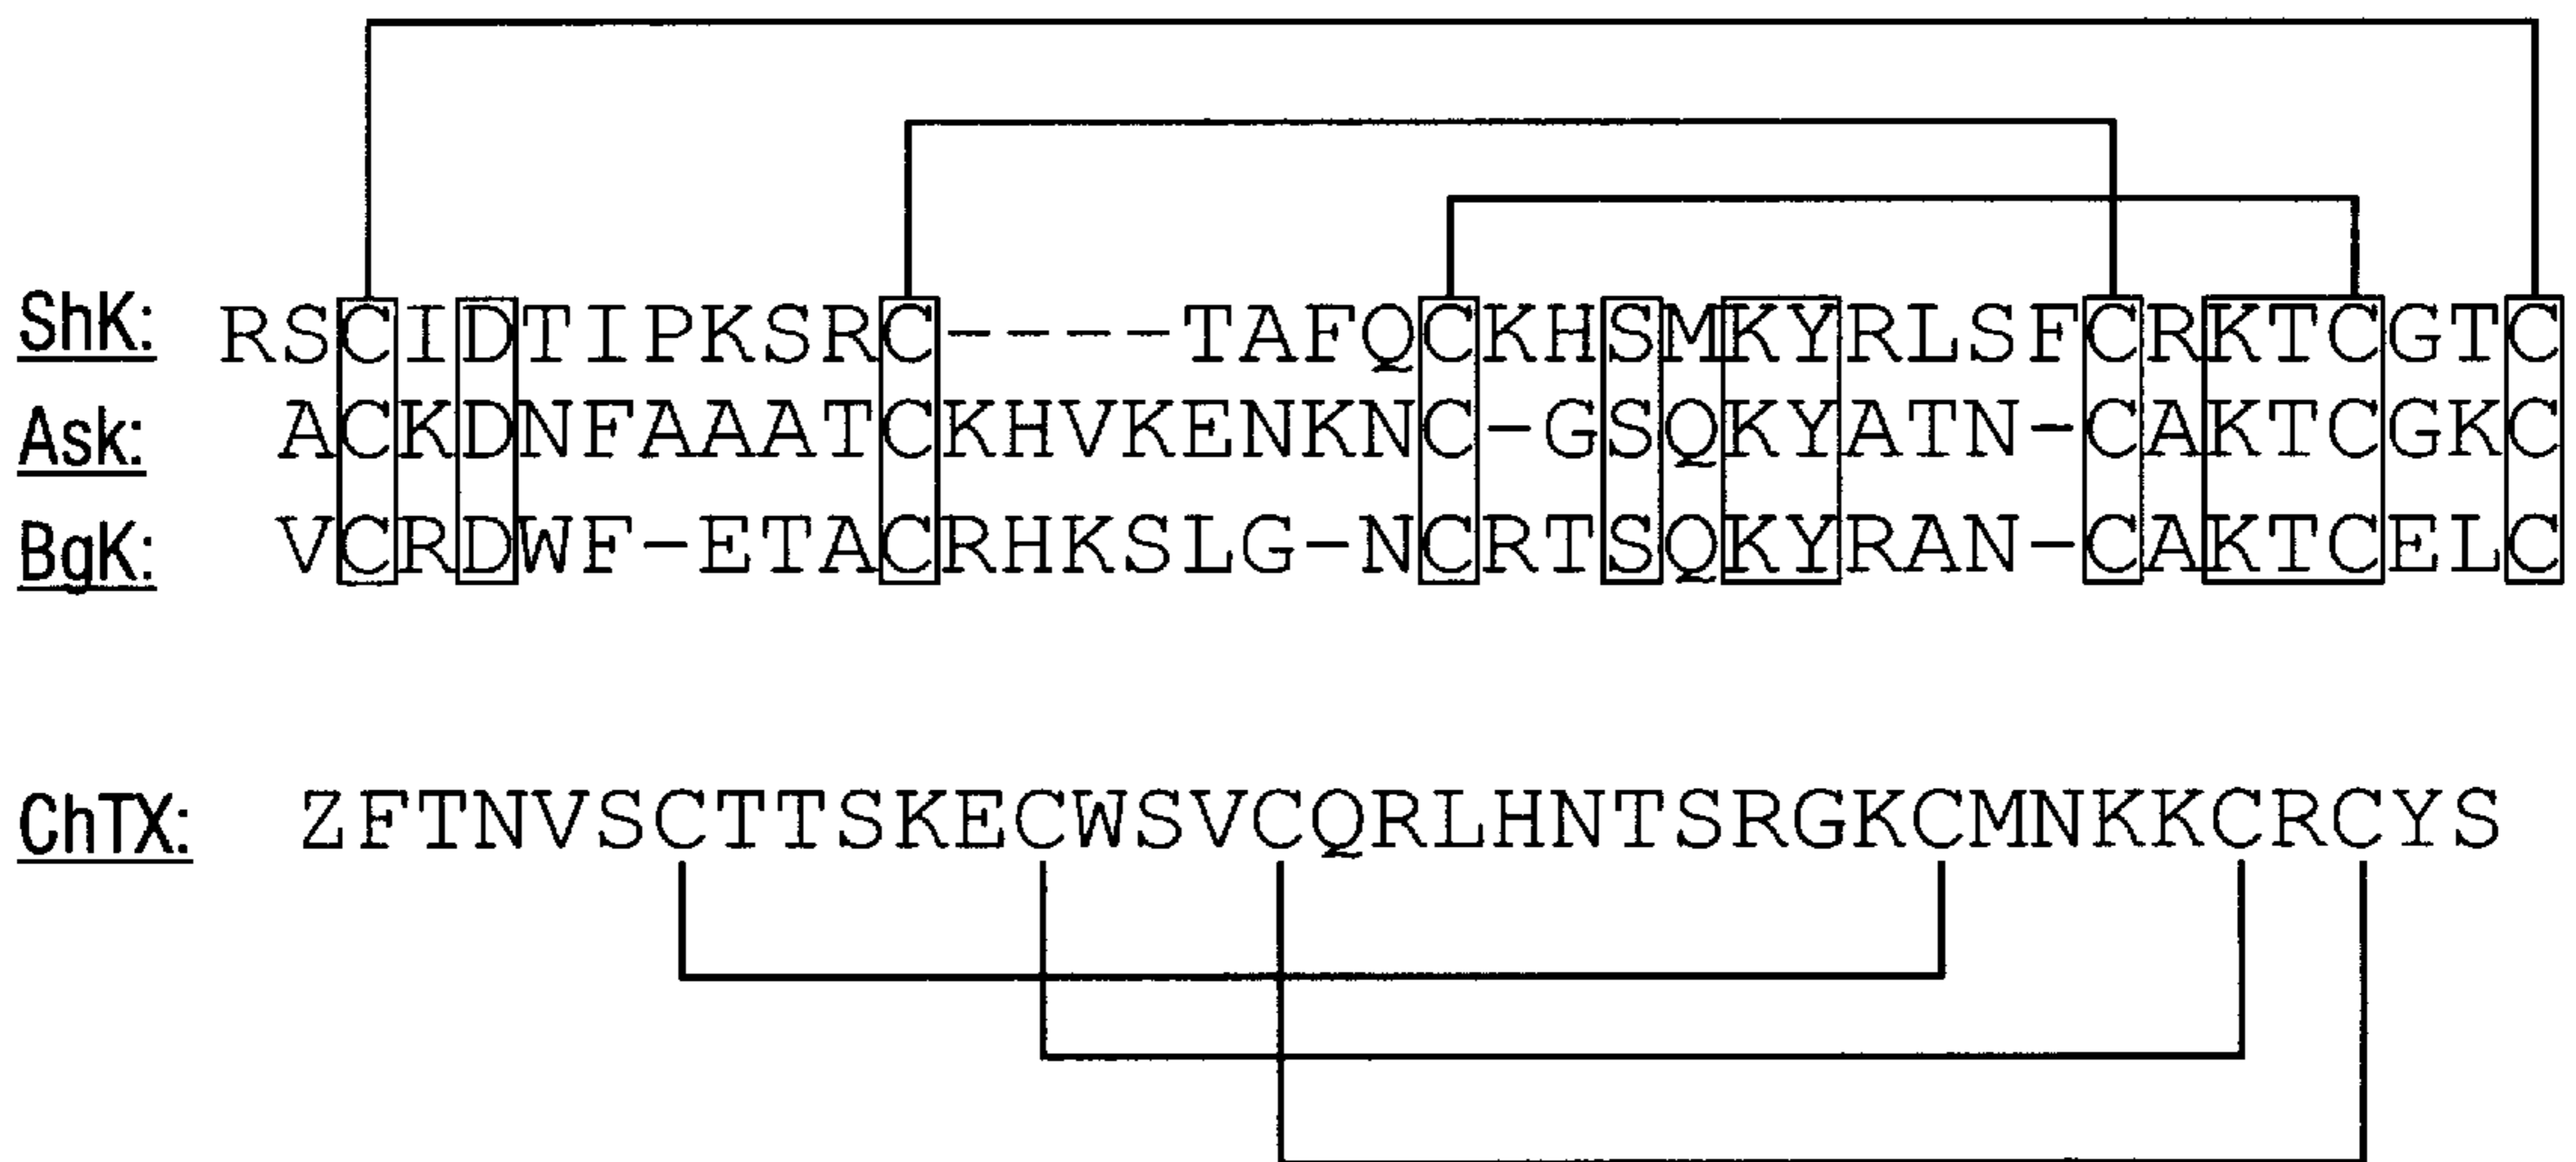 ShK: RSCIDTIPKSRC----TAFQCKHSMKYRLSFCRKTCGTC
Ask: ACKDNFAAATCKHVKENKNC-GSQKYATN-CAKTCGKC
BgK: VCRDWF-ETACRHKSLG-NCRTSQKYRAN-CAKTCELC
ChTX: ZFTNVSCTTSKECWSVCQRLHNTSRGKCMNKKCRCYS